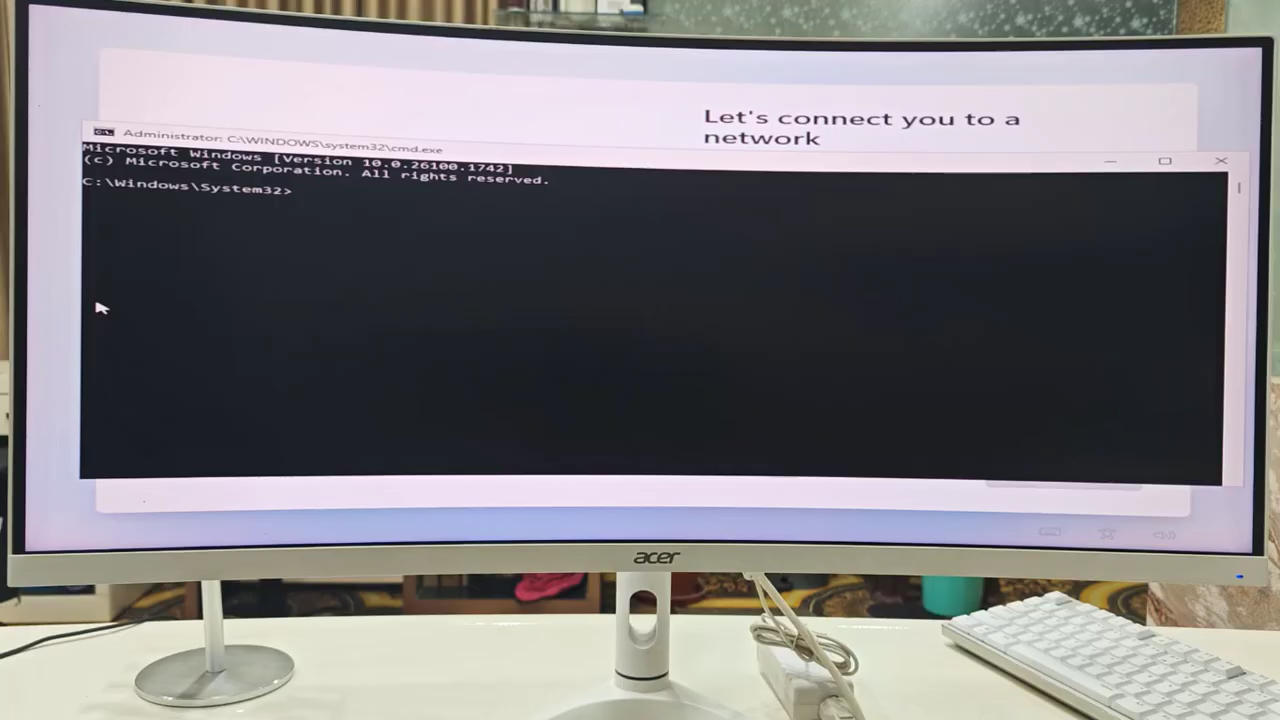 Let's connect you to a
network
Administrator: C:\WINDOWS\system32\cmd.exe
Microsoft Windows [Version 10.0.26100.1742]
(c) Microsoft Corporation. All rights reserved.
C:\Windows\System32>
acer